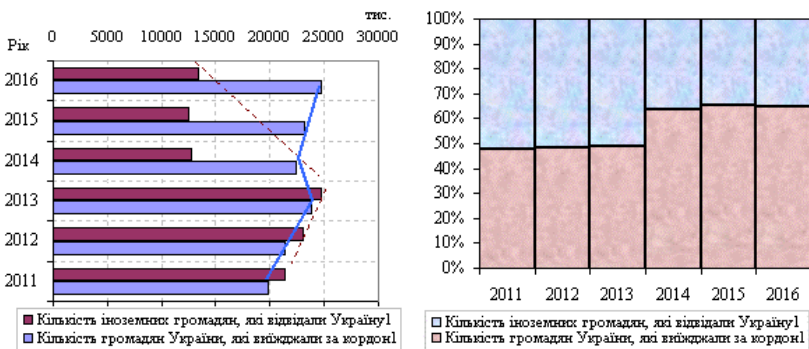 тис.
0 5000 10000 15000 20000 25000 30000
Рік
2016
2015
2014
2013
2012
2011
Кількість іноземних громадян, які відвідали Україну1
Кількість громадян України, які виїжджали за кордон1
100%
90%
80%
70%
60%
50%
40%
30%
20%
10%
0%
2011 2012 2013 2014 2015 2016
Кількість іноземних громадян, які відвідали Україну1
Кількість громадян України, які виїжджали за кордон1